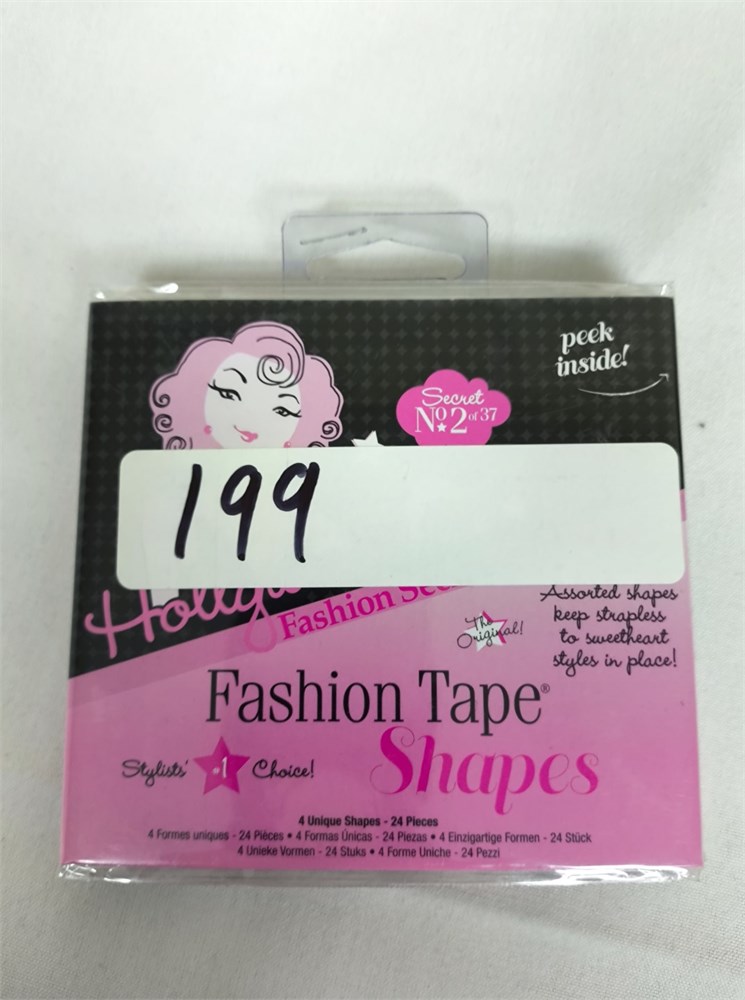 peek
inside!
Secret
No 2 of 37
199
Fashion
Assorted shapes
keep strapless
to sweetheart
styles in place!
The
Original!
Fashion Tape®
Shapes
Stylists' #1 Choice!
4 Unique Shapes - 24 Pieces
4 Formes uniques - 24 Pièces • 4 Formas Únicas - 24 Piezas • 4 Einzigartige Formen - 24 Stück
4 Unieke Vormen - 24 Stuks • 4 Forme Uniche - 24 Pezzi